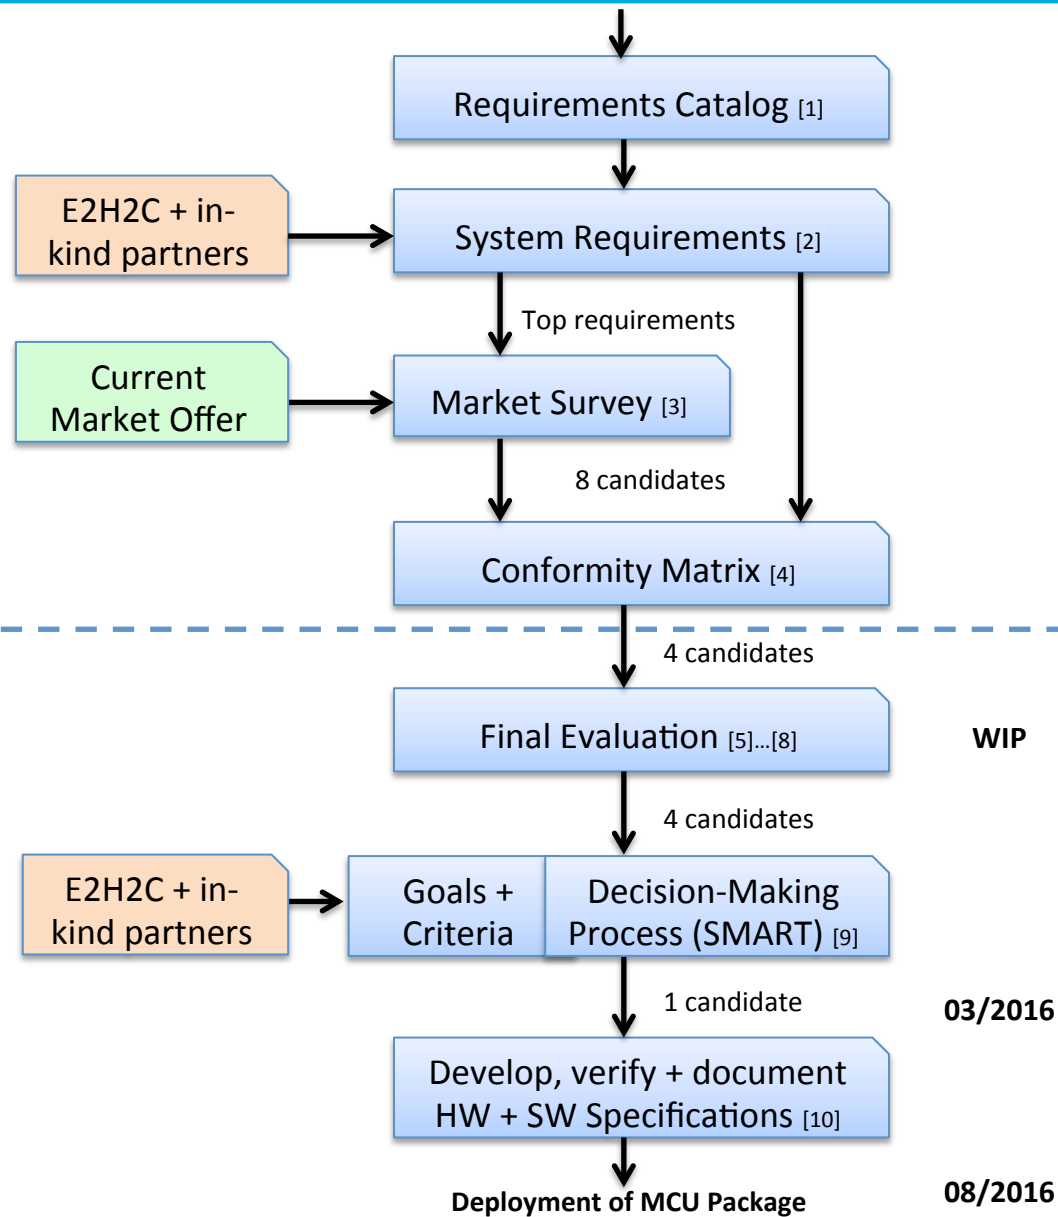 Requirements Catalog [1]
E2H2C + in-
kind partners
System Requirements [2]
Top requirements
Current
Market Offer
Market Survey [3]
8 candidates
Conformity Matrix [4]
4 candidates
Final Evaluation [5]...[8]
WIP
4 candidates
E2H2C + in-
kind partners
Goals +
Criteria
Decision-Making
Process (SMART) [9]
1 candidate
03/2016
Develop, verify + document
HW + SW Specifications [10]
Deployment of MCU Package
08/2016